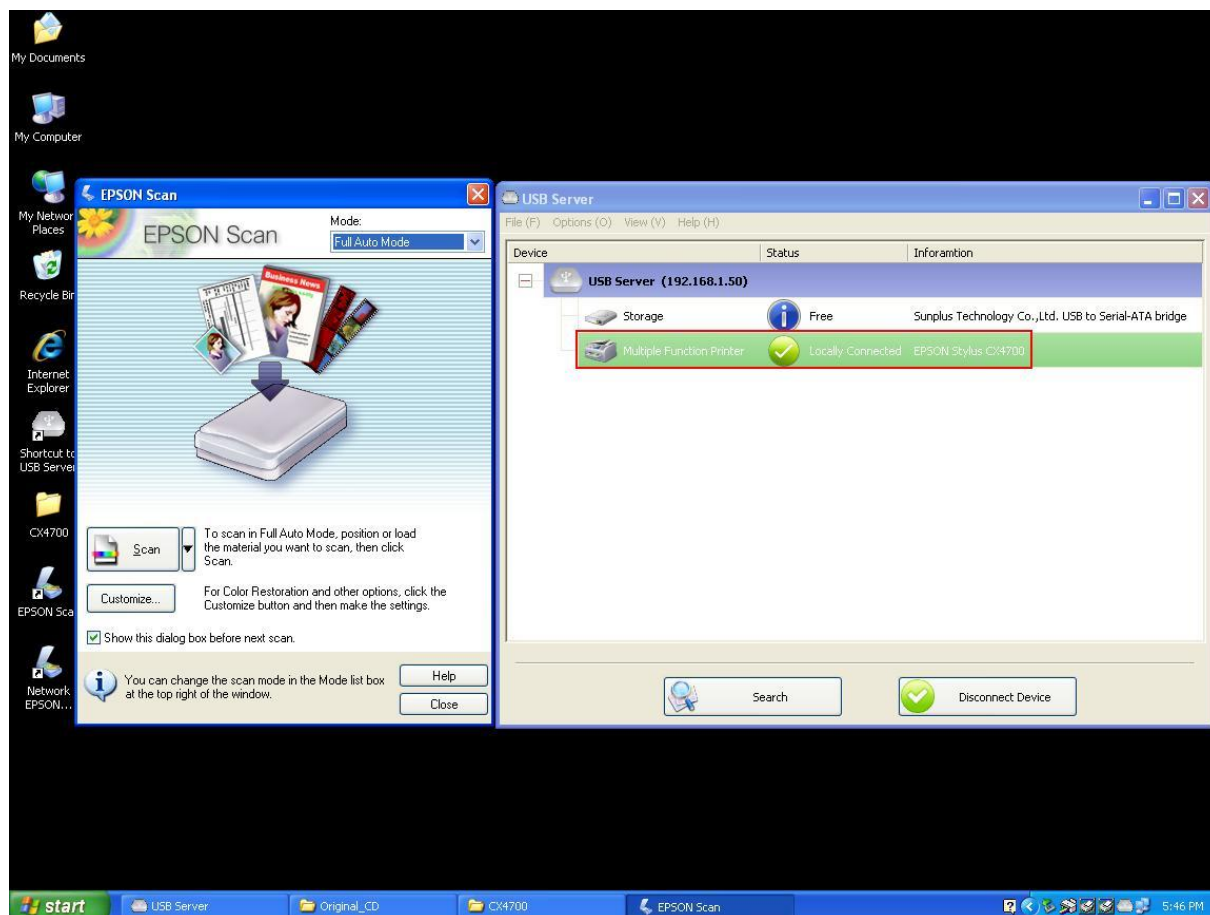 My Documents
My Computer
My Networ
Places
Recycle Bin
Internet
Explorer
Shortcut to
USB Server
CX4700
EPSON Sca
Network
EPSON...
EPSON Scan
EPSON Scan
Mode:
Full Auto Mode
Business News
Scan
To scan in Full Auto Mode, position or load
the material you want to scan, then click
Scan.
Customize...
For Color Restoration and other options, click the
Customize button and then make the settings.
Show this dialog box before next scan.
You can change the scan mode in the Mode list box
at the top right of the window.
Help
Close
USB Server
File (F) Options (O) View (V) Help (H)
Device Status Inforamtion
USB Server (192.168.1.50)
Storage Free Sunplus Technology Co.,Ltd. USB to Serial-ATA bridge
Multiple Function Printer Locally Connected EPSON Stylus CX4700
Search
Disconnect Device
start USB Server Original_CD CX4700 EPSON Scan 5:46 PM